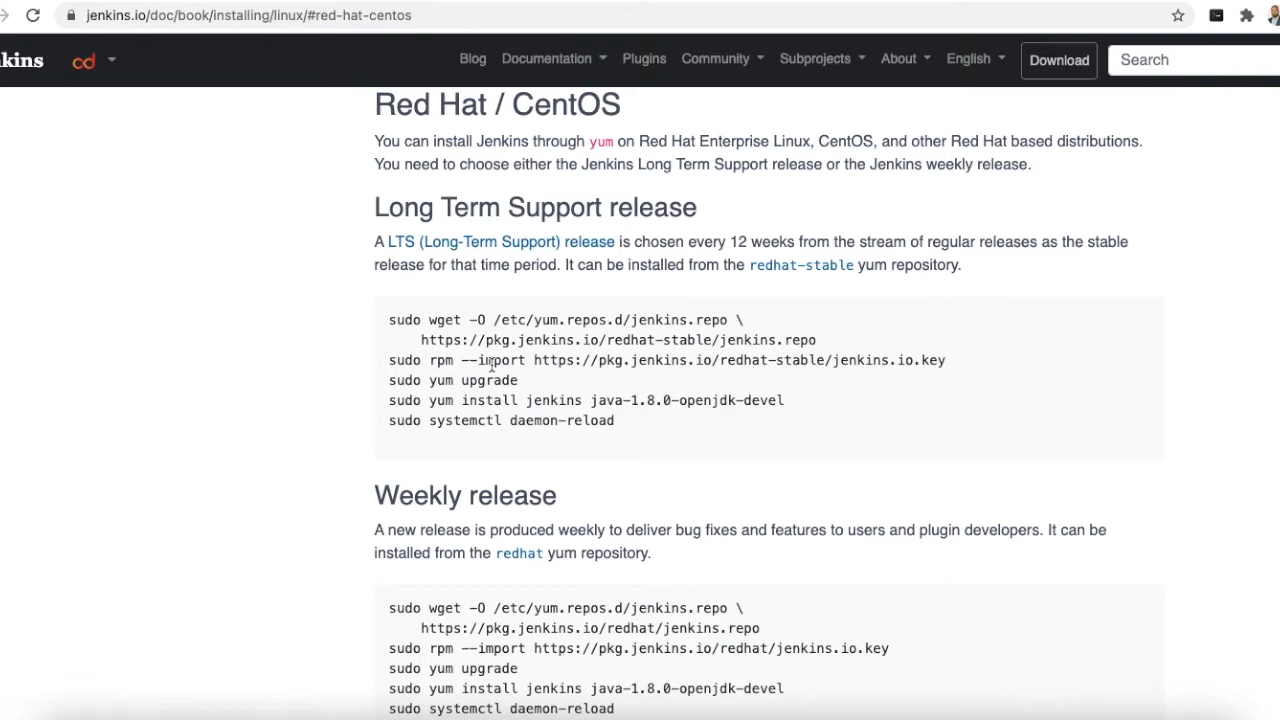 jenkins.io/doc/book/installing/linux/#red-hat-centos
kins cd Blog Documentation Plugins Community Subprojects About English Download Search
Red Hat / CentOS
You can install Jenkins through yum on Red Hat Enterprise Linux, CentOS, and other Red Hat based distributions.
You need to choose either the Jenkins Long Term Support release or the Jenkins weekly release.
Long Term Support release
A LTS (Long-Term Support) release is chosen every 12 weeks from the stream of regular releases as the stable
release for that time period. It can be installed from the redhat-stable yum repository.
sudo wget -O /etc/yum.repos.d/jenkins.repo \
https://pkg.jenkins.io/redhat-stable/jenkins.repo
sudo rpm --import https://pkg.jenkins.io/redhat-stable/jenkins.io.key
sudo yum upgrade
sudo yum install jenkins java-1.8.0-openjdk-devel
sudo systemctl daemon-reload
Weekly release
A new release is produced weekly to deliver bug fixes and features to users and plugin developers. It can be
installed from the redhat yum repository.
sudo wget -O /etc/yum.repos.d/jenkins.repo \
https://pkg.jenkins.io/redhat/jenkins.repo
sudo rpm --import https://pkg.jenkins.io/redhat/jenkins.io.key
sudo yum upgrade
sudo yum install jenkins java-1.8.0-openjdk-devel
sudo systemctl daemon-reload